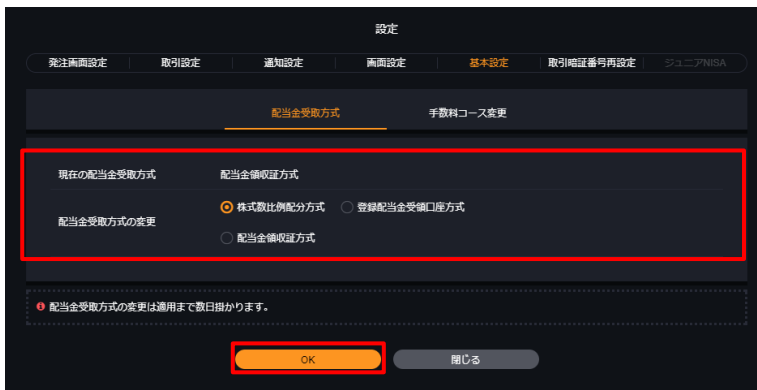 設定
発注画面設定 取引設定 通知設定 画面設定 基本設定 取引暗証番号再設定 ジュニアNISA
配当金受取方式 手数料コース変更
現在の配当金受取方式 配当金領収証方式
配当金受取方式の変更 株式数比例配分方式 登録配当金受領口座方式
配当金領収証方式
配当金受取方式の変更は適用まで数日掛かります。
OK 閉じる